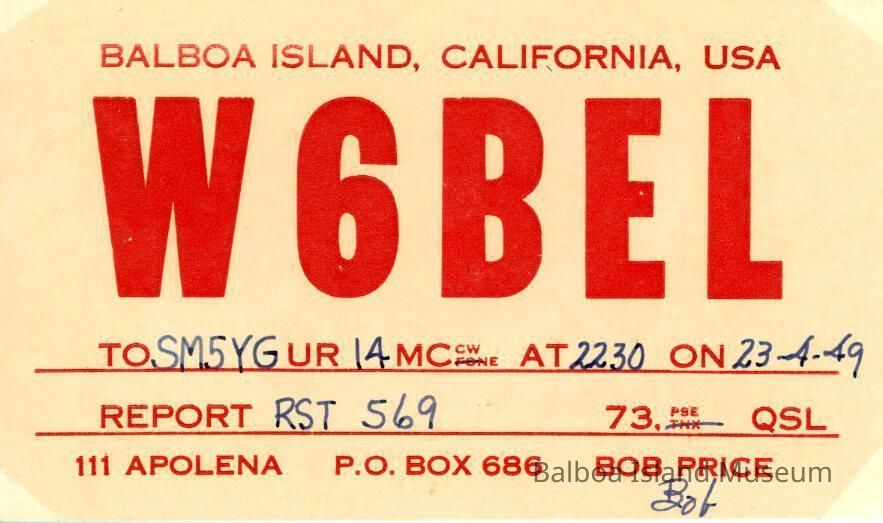 BALBOA ISLAND, CALIFORNIA, USA
W6BEL
TO SM5YG UR 14 MC CW FONE AT 2230 ON 23-4-49
REPORT RST 569 73. PSE TNX QSL
111 APOLENA P.O. BOX 686 BOB PRICE
Balboa Island Museum
Bob